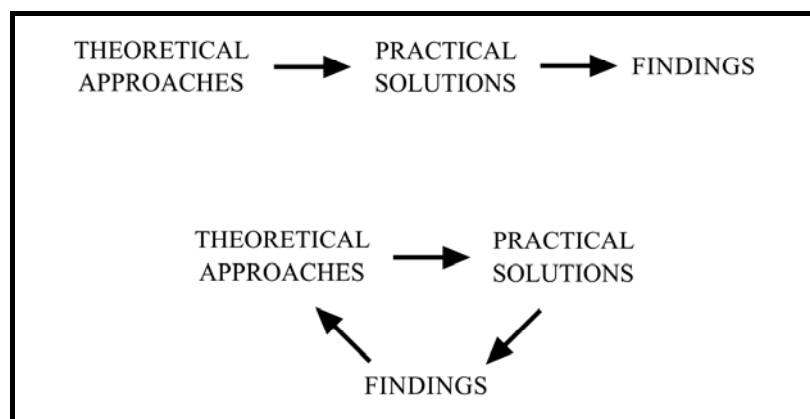 THEORETICAL
APPROACHES
PRACTICAL
SOLUTIONS
FINDINGS
THEORETICAL
APPROACHES
PRACTICAL
SOLUTIONS
FINDINGS